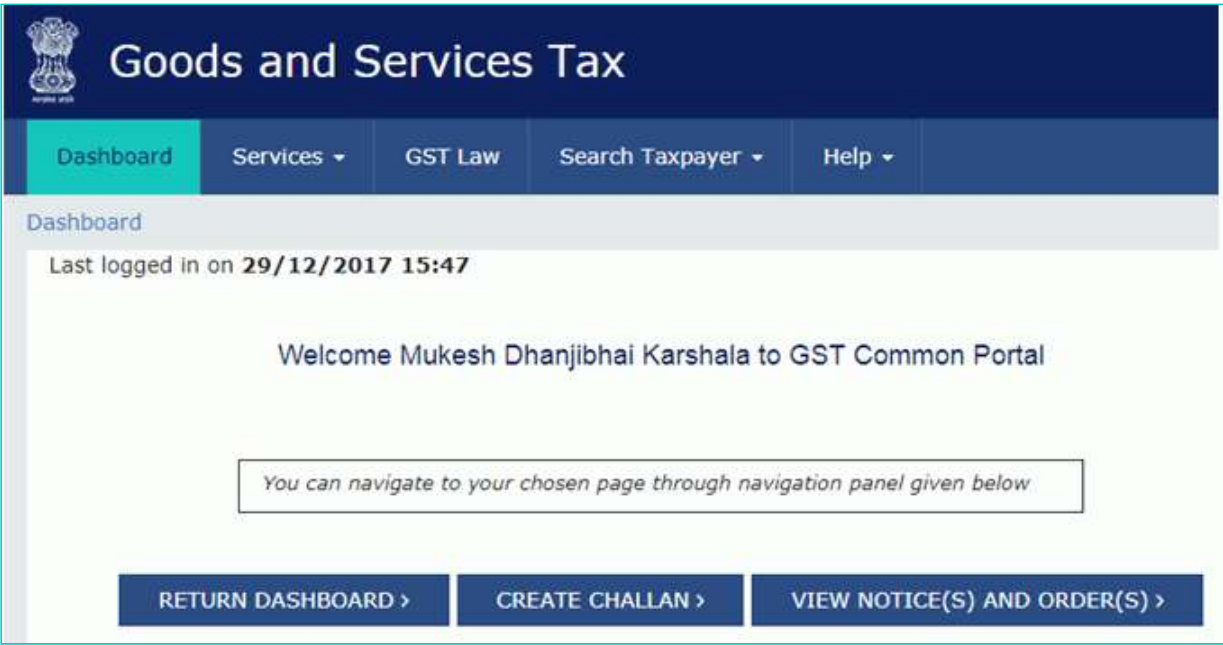 Goods and Services Tax
Dashboard Services GST Law Search Taxpayer Help
Dashboard
Last logged in on 29/12/2017 15:47
Welcome Mukesh Dhanjibhai Karshala to GST Common Portal
You can navigate to your chosen page through navigation panel given below
RETURN DASHBOARD > CREATE CHALLAN > VIEW NOTICE(S) AND ORDER(S) >